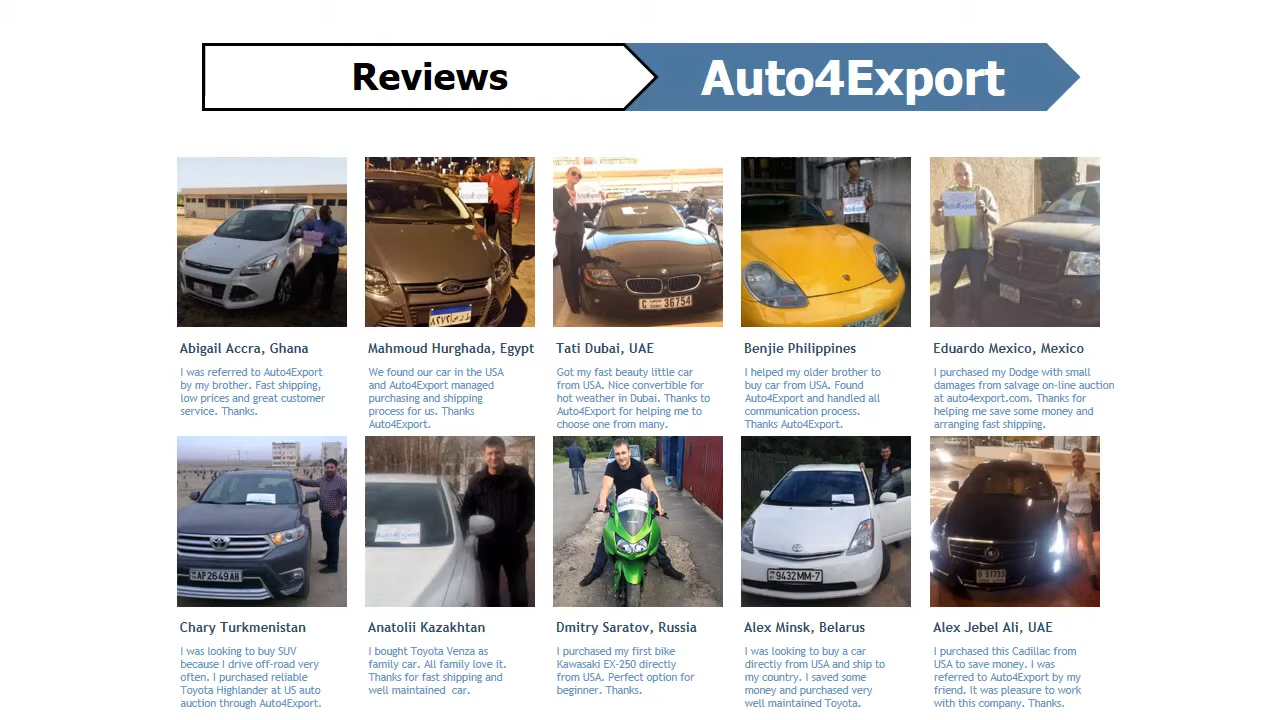 Reviews
Auto4Export
Abigail Accra, Ghana
I was referred to Auto4Export
by my brother. Fast shipping,
low prices and great customer
service. Thanks.
Mahmoud Hurghada, Egypt
We found our car in the USA
and Auto4Export managed
purchasing and shipping
process for us. Thanks
Auto4Export.
Tati Dubai, UAE
Got my fast beauty little car
from USA. Nice convertible for
hot weather in Dubai. Thanks to
Auto4Export for helping me to
choose one from many.
Benjie Philippines
I helped my older brother to
buy car from USA. Found
Auto4Export and handled all
communication process.
Thanks Auto4Export.
Eduardo Mexico, Mexico
I purchased my Dodge with small
damages from salvage on-line auction
at auto4export.com. Thanks for
helping me save some money and
arranging fast shipping.
C 36754
AP2649AH
Auto4Export
9432MM-7
Chary Turkmenistan
I was looking to buy SUV
because I drive off-road very
often. I purchased reliable
Toyota Highlander at US auto
auction through Auto4Export.
Anatolii Kazakhtan
I bought Toyota Venza as
family car. All family love it.
Thanks for fast shipping and
well maintained car.
Dmitry Saratov, Russia
I purchased my first bike
Kawasaki EX-250 directly
from USA. Perfect option for
beginner. Thanks.
Alex Minsk, Belarus
I was looking to buy a car
directly from USA and ship to
my country. I saved some
money and purchased very
well maintained Toyota.
Alex Jebel Ali, UAE
I purchased this Cadillac from
USA to save money. I was
referred to Auto4Export by my
friend. It was pleasure to work
with this company. Thanks.